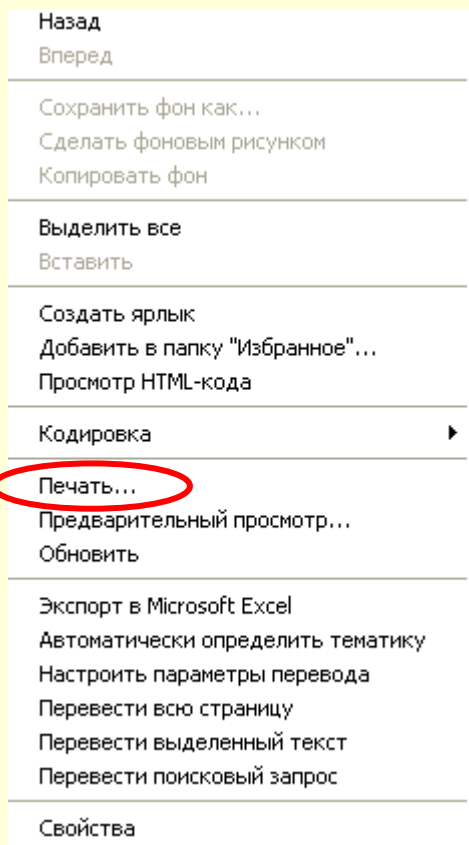 Назад
Вперед
Сохранить фон как...
Сделать фоновым рисунком
Копировать фон
Выделить все
Вставить
Создать ярлык
Добавить в папку "Избранное"...
Просмотр HTML-кода
Кодировка
Печать...
Предварительный просмотр...
Обновить
Экспорт в Microsoft Excel
Автоматически определить тематику
Настроить параметры перевода
Перевести всю страницу
Перевести выделенный текст
Перевести поисковый запрос
Свойства